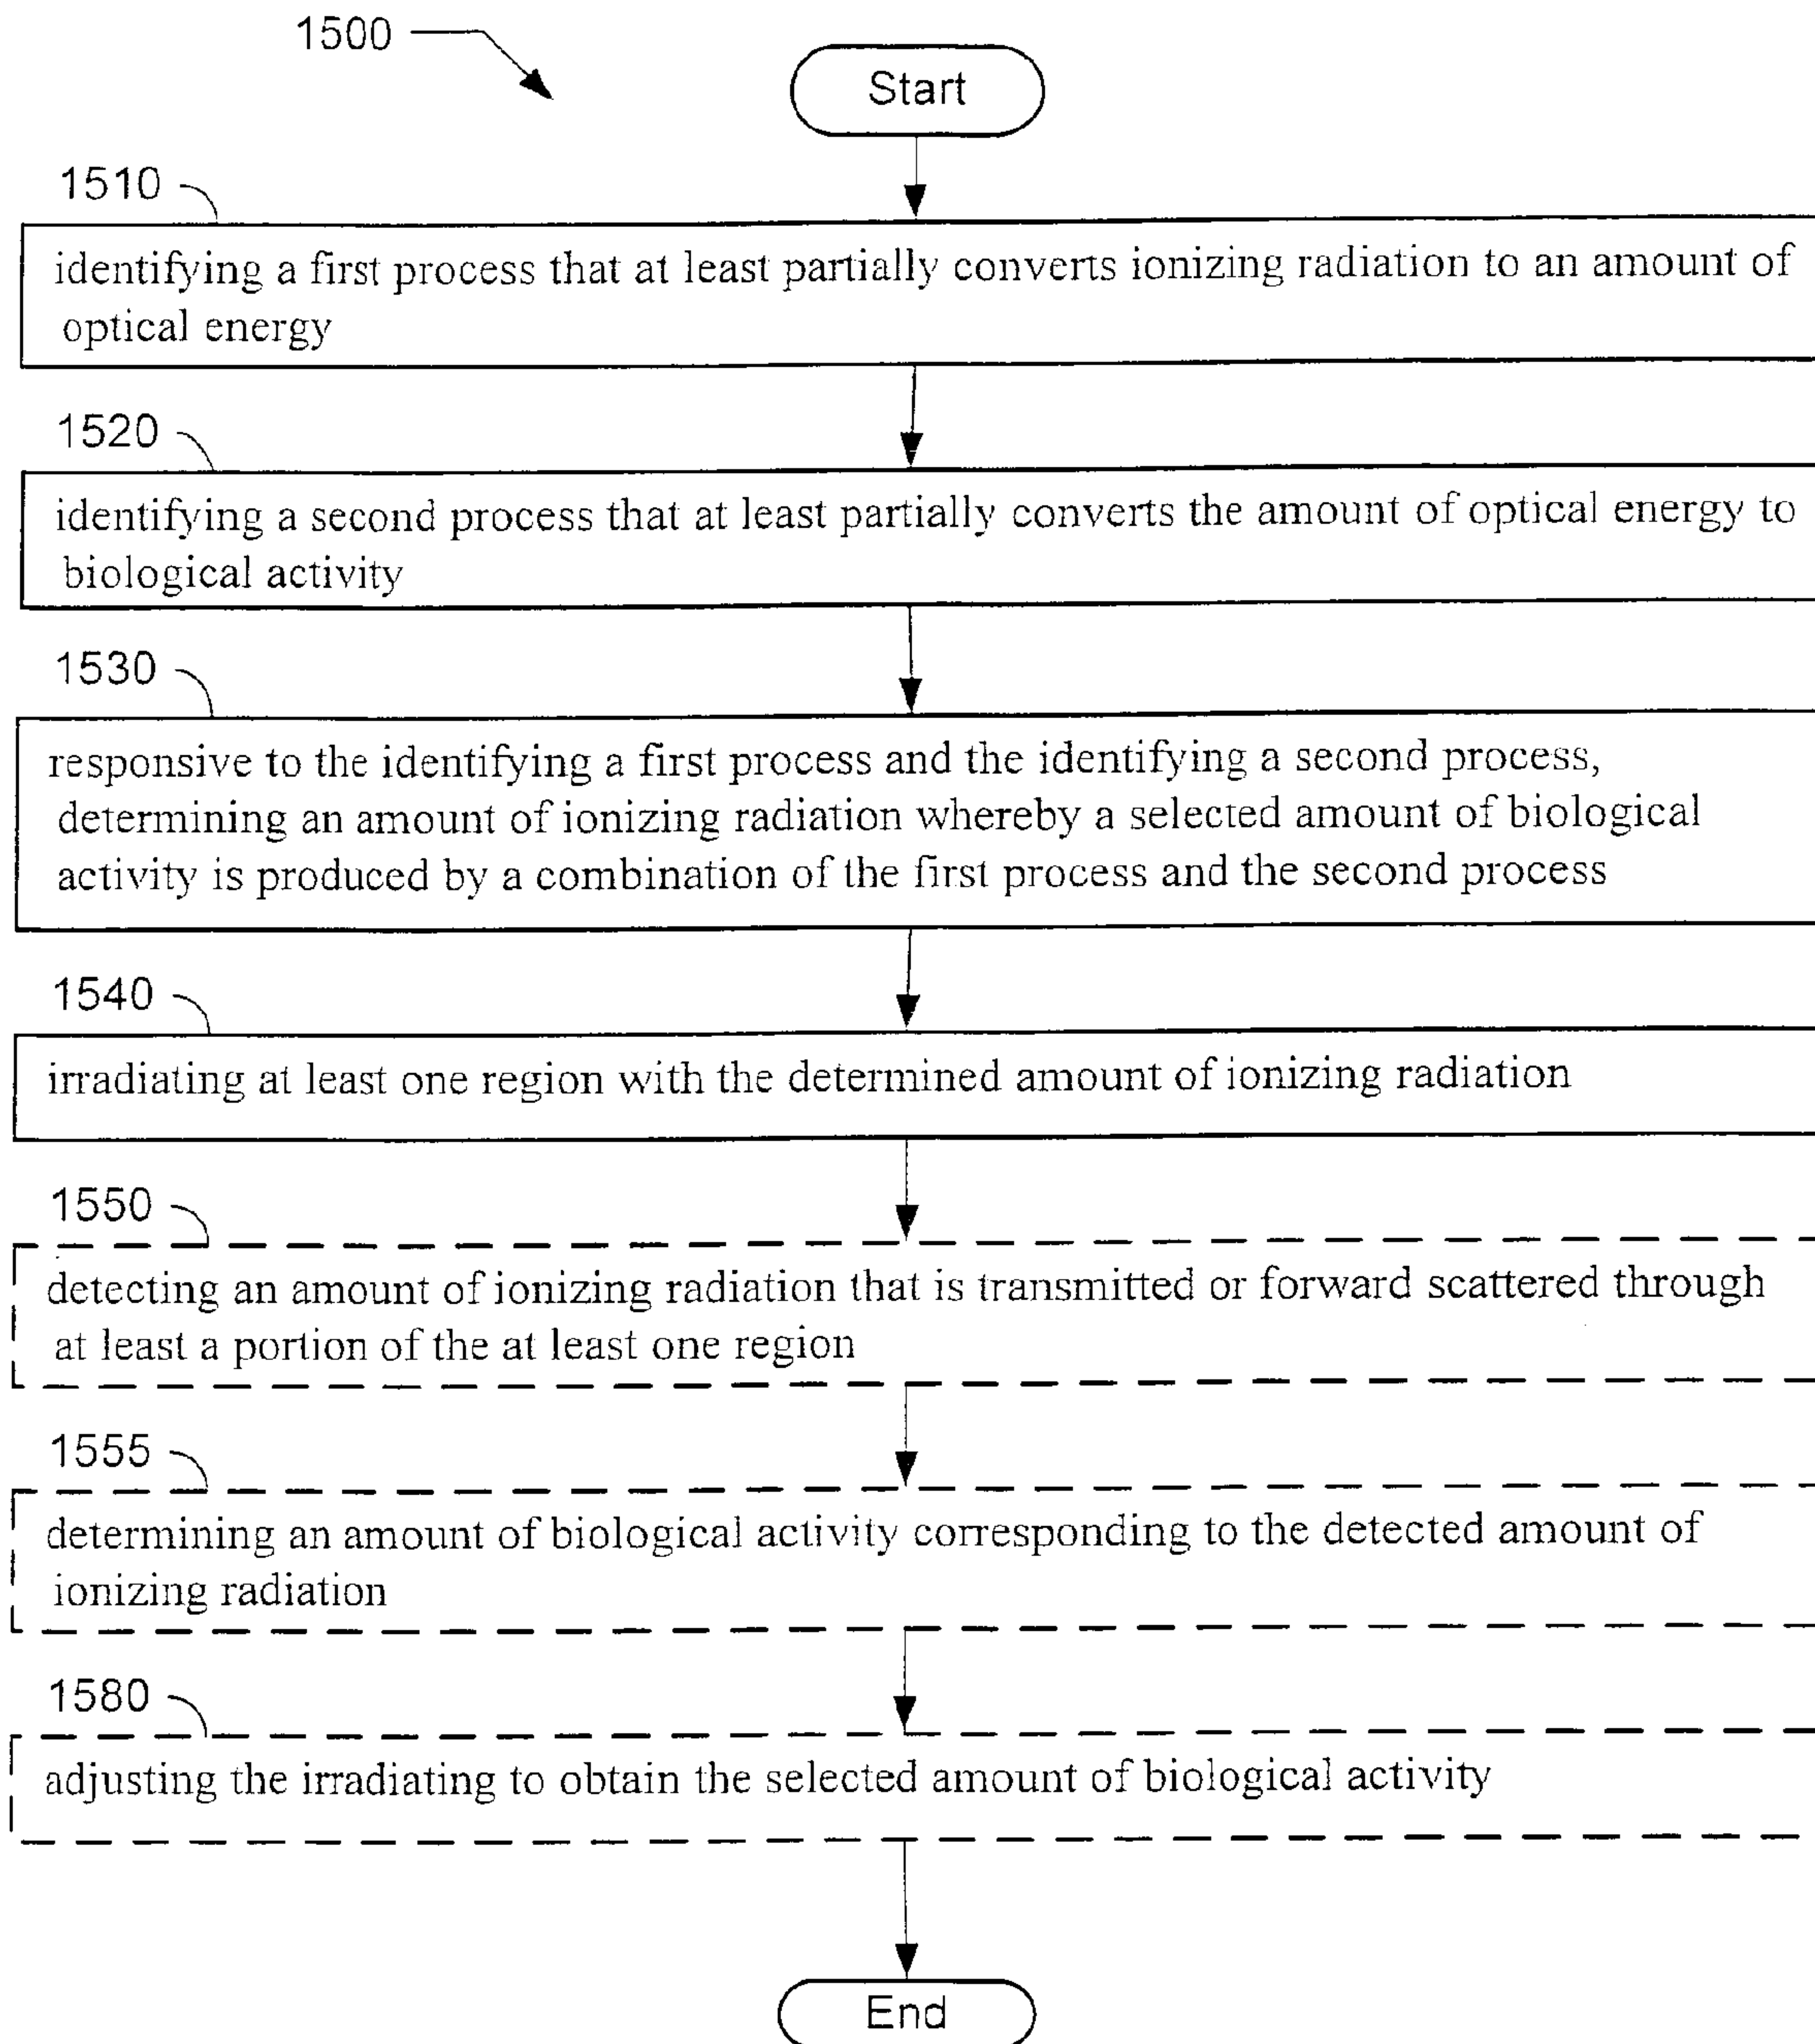 1500
Start
1510
identifying a first process that at least partially converts ionizing radiation to an amount of
optical energy
1520
identifying a second process that at least partially converts the amount of optical energy to
biological activity
1530
responsive to the identifying a first process and the identifying a second process,
determining an amount of ionizing radiation whereby a selected amount of biological
activity is produced by a combination of the first process and the second process
1540
irradiating at least one region with the determined amount of ionizing radiation
1550
detecting an amount of ionizing radiation that is transmitted or forward scattered through
at least a portion of the at least one region
1555
determining an amount of biological activity corresponding to the detected amount of
ionizing radiation
1580
adjusting the irradiating to obtain the selected amount of biological activity
End